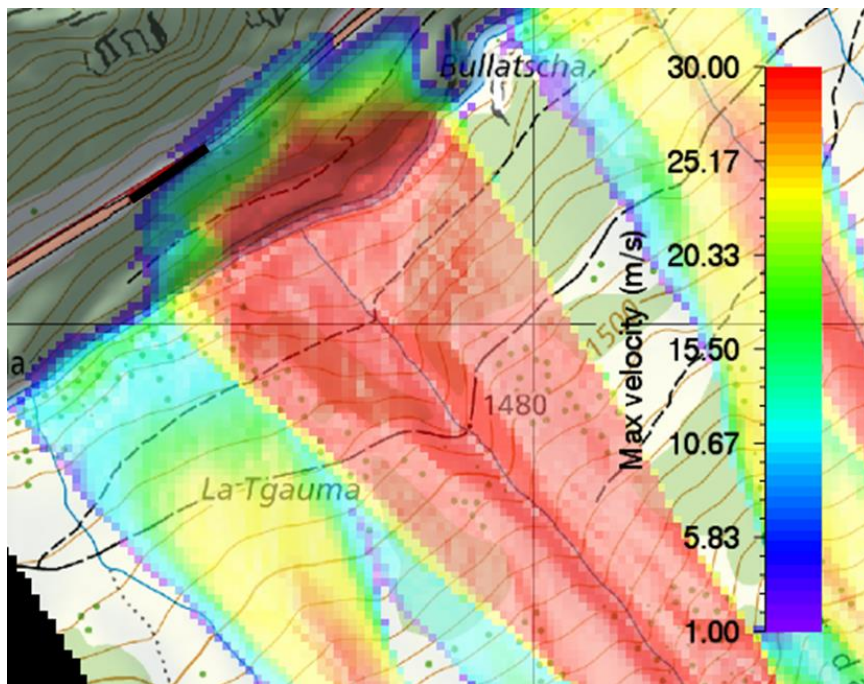 Bullatscha
30.00
25.17
20.33
15.50
10.67
5.83
1.00
Max velocity (m/s)
1500
a
1480
La Tgauma
d